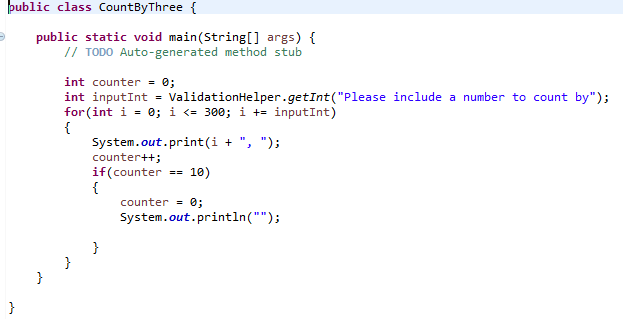 public class CountByThree {
public static void main(String[] args) {
// TODO Auto-generated method stub
int counter = 0;
int inputInt = ValidationHelper.getInt("Please include a number to count by");
for(int i = 0; i <= 300; i += inputInt)
{
System.out.print(i + ", ");
counter++;
if(counter == 10)
{
counter = 0;
System.out.println("");
}
}
}
}